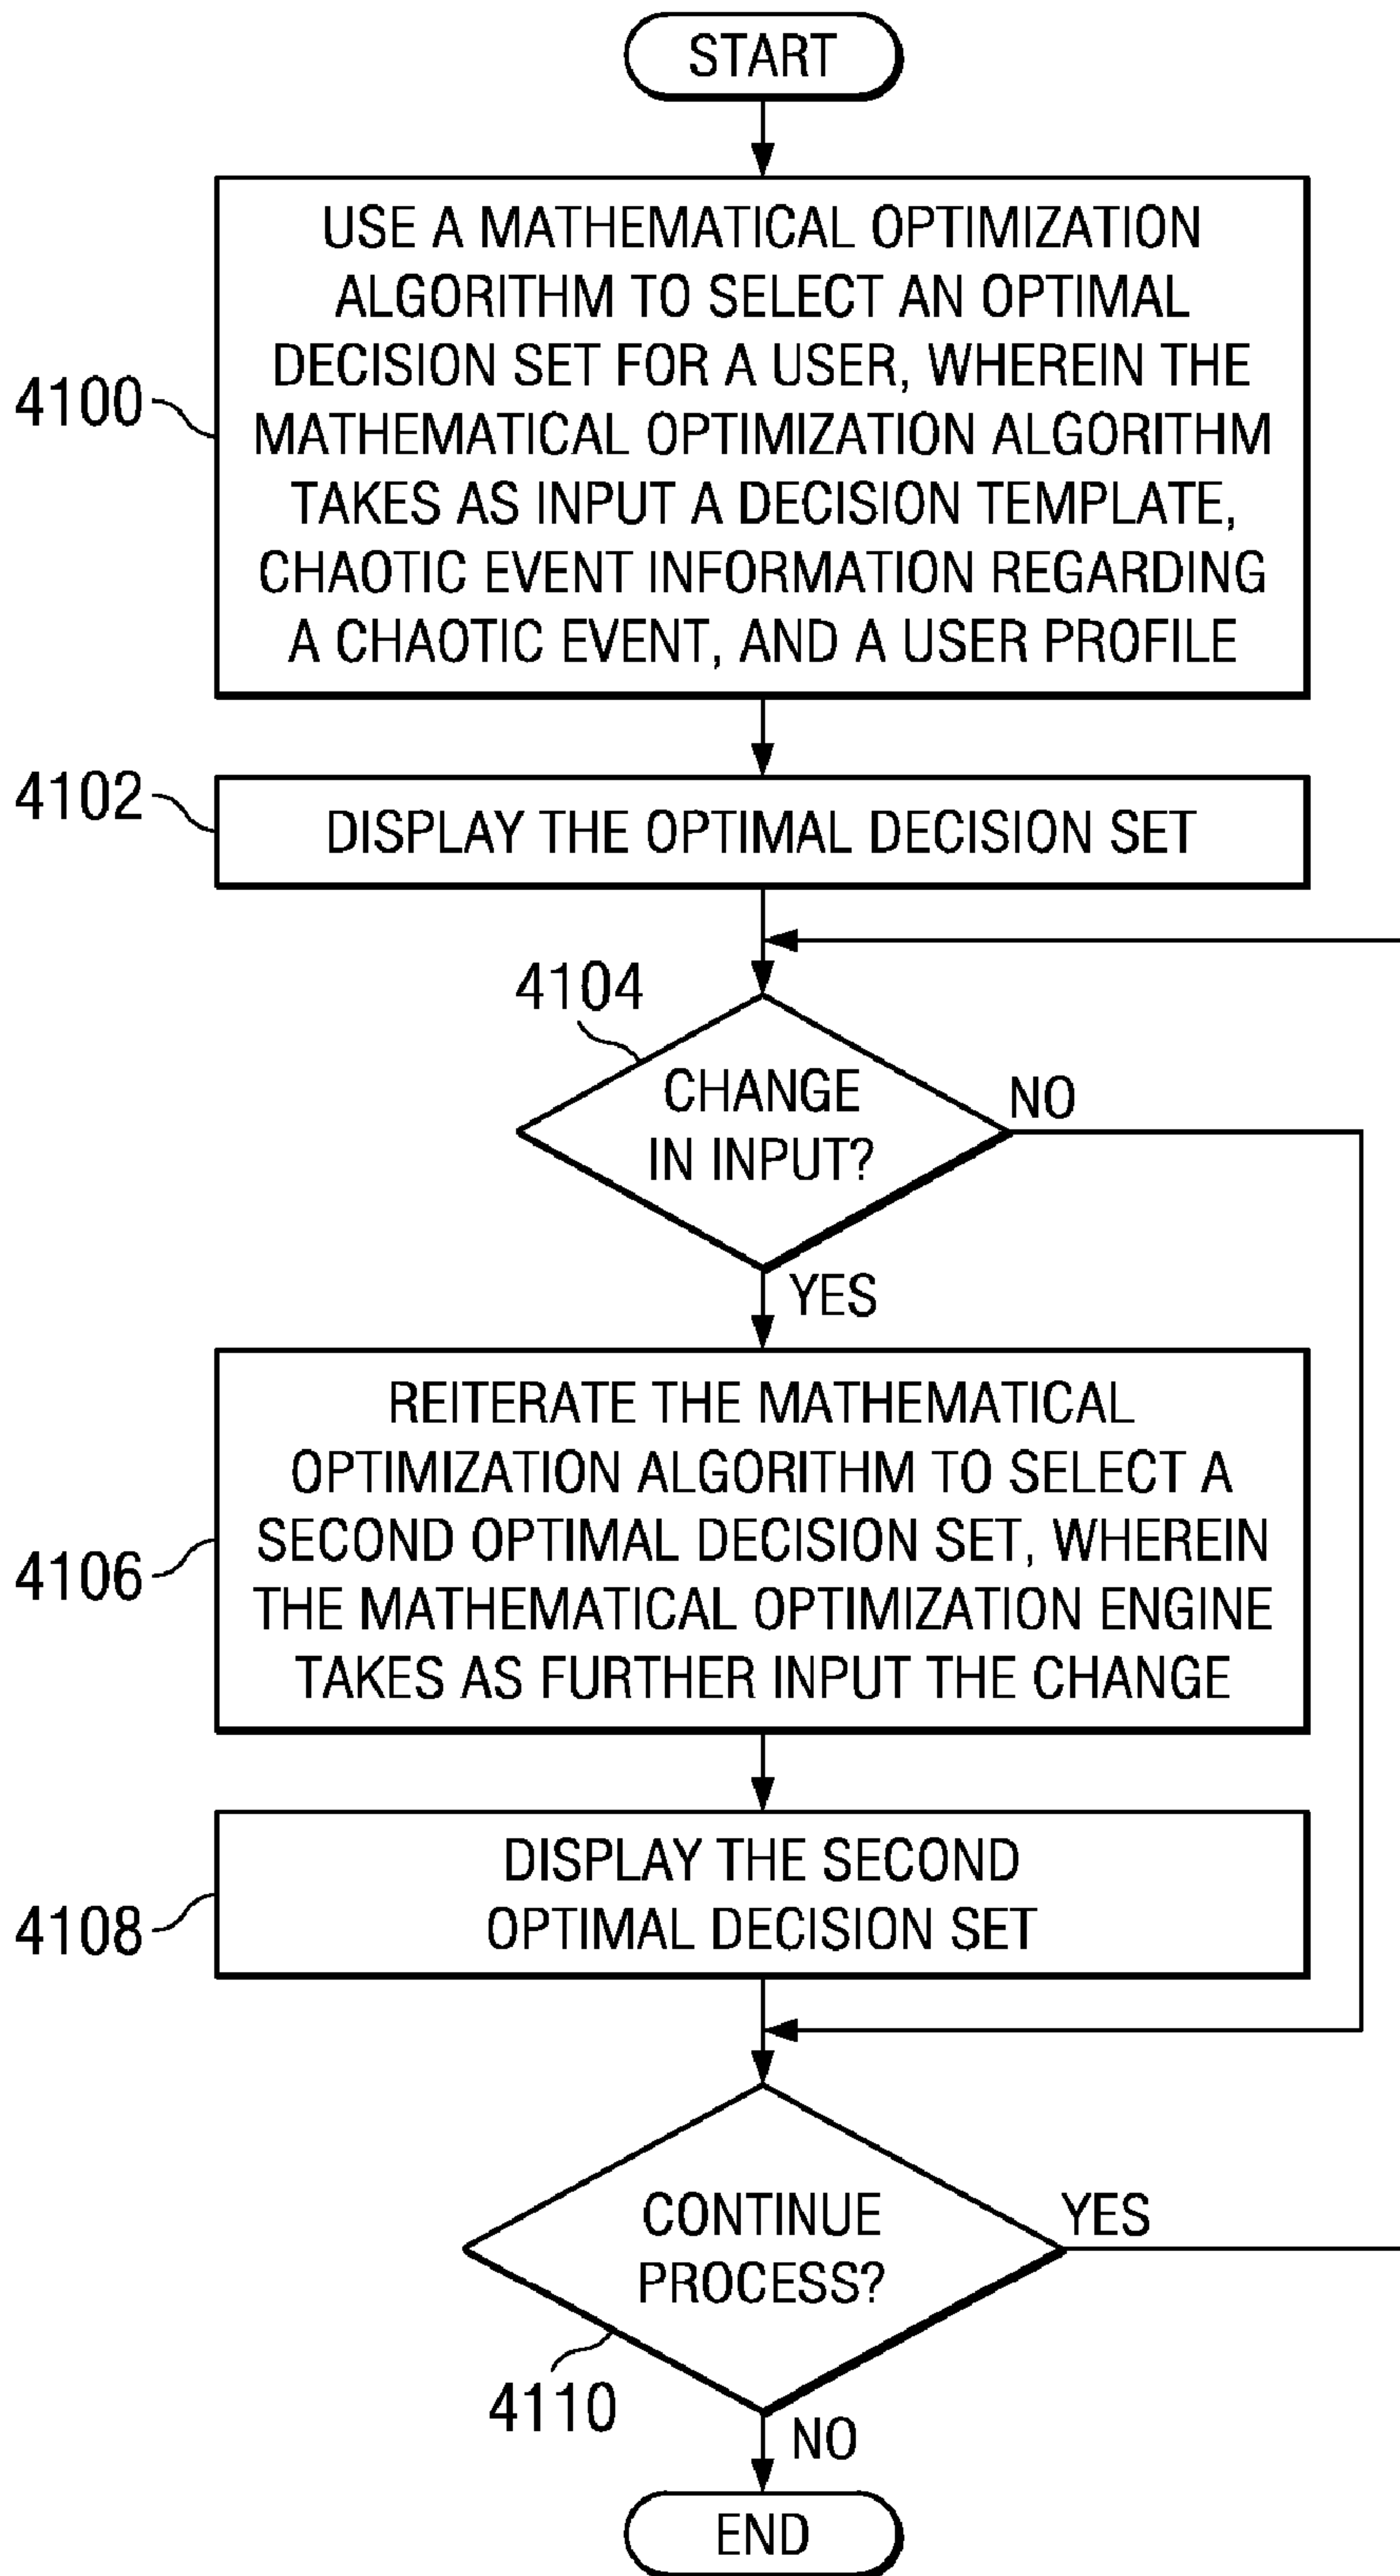 START
4100
USE A MATHEMATICAL OPTIMIZATION
ALGORITHM TO SELECT AN OPTIMAL
DECISION SET FOR A USER, WHEREIN THE
MATHEMATICAL OPTIMIZATION ALGORITHM
TAKES AS INPUT A DECISION TEMPLATE,
CHAOTIC EVENT INFORMATION REGARDING
A CHAOTIC EVENT, AND A USER PROFILE
4102
DISPLAY THE OPTIMAL DECISION SET
4104
CHANGE
IN INPUT?
NO
YES
4106
REITERATE THE MATHEMATICAL
OPTIMIZATION ALGORITHM TO SELECT A
SECOND OPTIMAL DECISION SET, WHEREIN
THE MATHEMATICAL OPTIMIZATION ENGINE
TAKES AS FURTHER INPUT THE CHANGE
4108
DISPLAY THE SECOND
OPTIMAL DECISION SET
CONTINUE
PROCESS?
YES
4110
NO
END